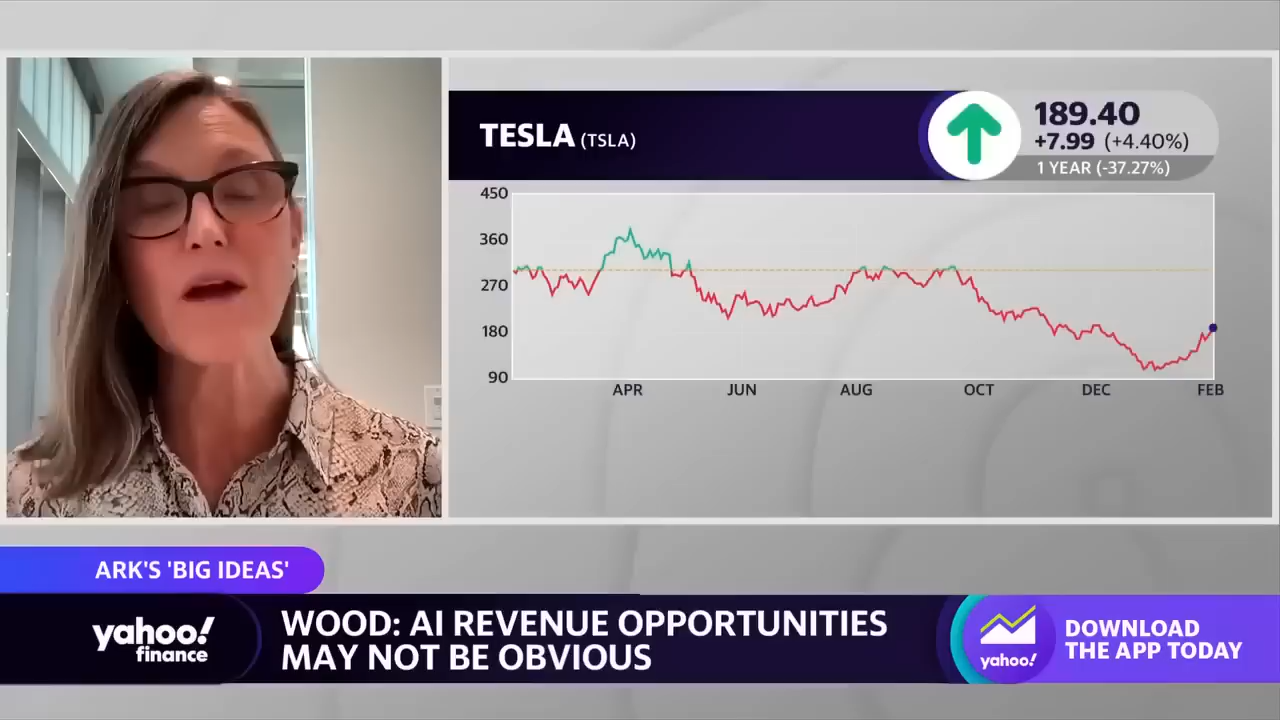 TESLA (TSLA)
189.40
+7.99 (+4.40%)
1 YEAR (-37.27%)
450
360
270
180
90
APR JUN AUG OCT DEC FEB
ARK'S 'BIG IDEAS'
yahoo!
finance
WOOD: AI REVENUE OPPORTUNITIES
MAY NOT BE OBVIOUS
yahoo!
DOWNLOAD
THE APP TODAY